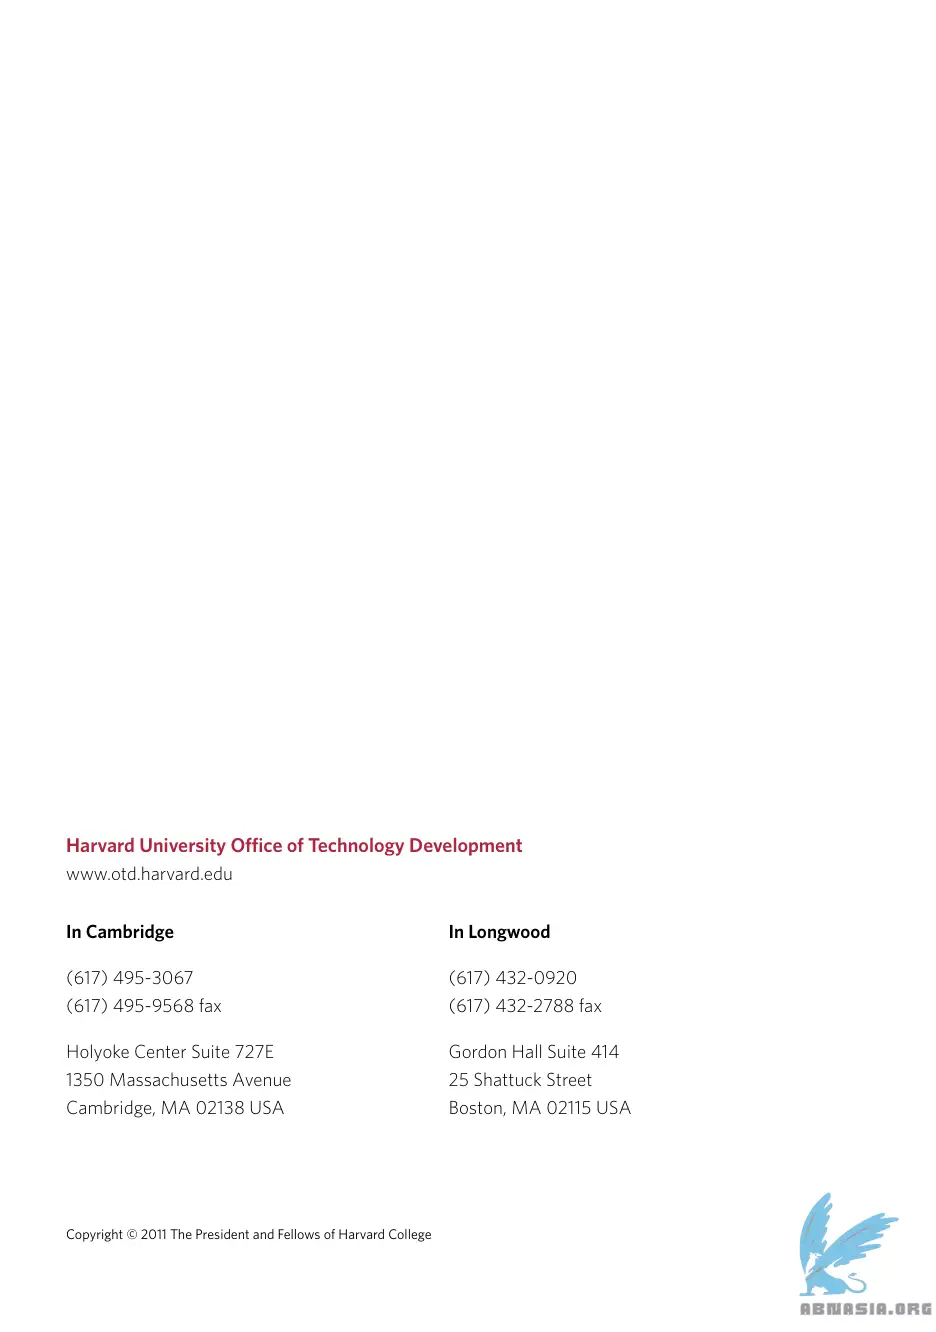 Harvard University Office of Technology Development
www.otd.harvard.edu
In Cambridge
(617) 495-3067
(617) 495-9568 fax
Holyoke Center Suite 727E
1350 Massachusetts Avenue
Cambridge, MA 02138 USA
In Longwood
(617) 432-0920
(617) 432-2788 fax
Gordon Hall Suite 414
25 Shattuck Street
Boston, MA 02115 USA
Copyright © 2011 The President and Fellows of Harvard College
ABNASIA.ORG